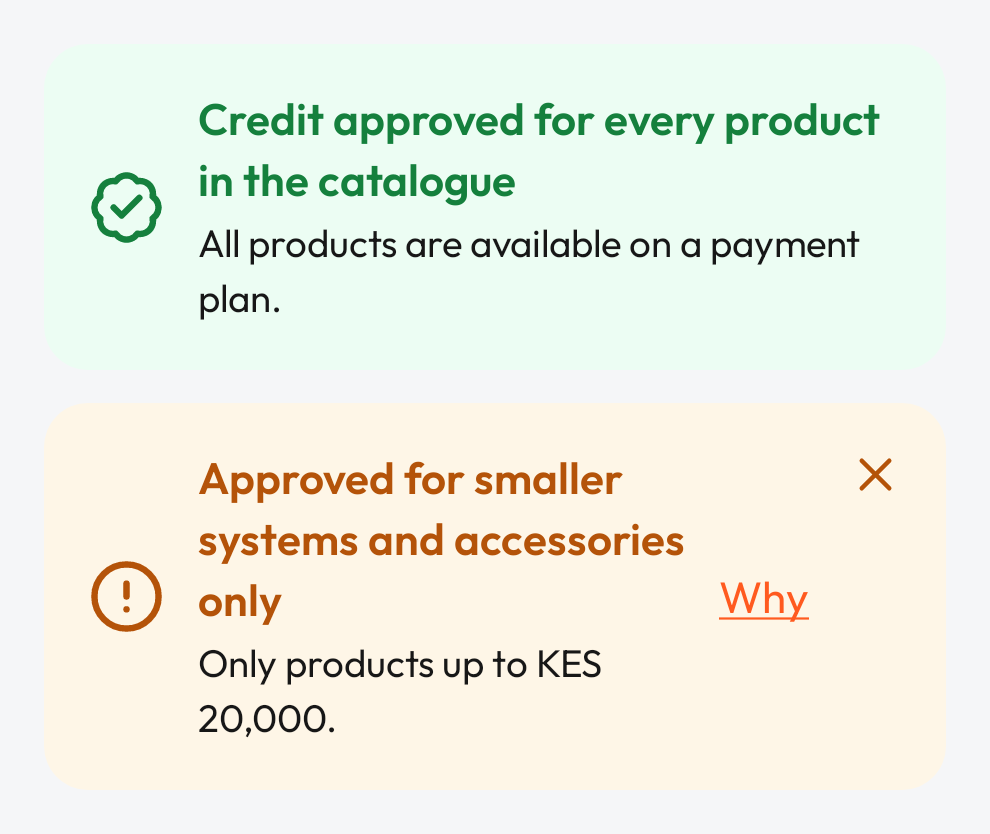 Credit approved for every product
in the catalogue
All products are available on a payment
plan.
Approved for smaller
systems and accessories
only
Why
Only products up to KES
20,000.